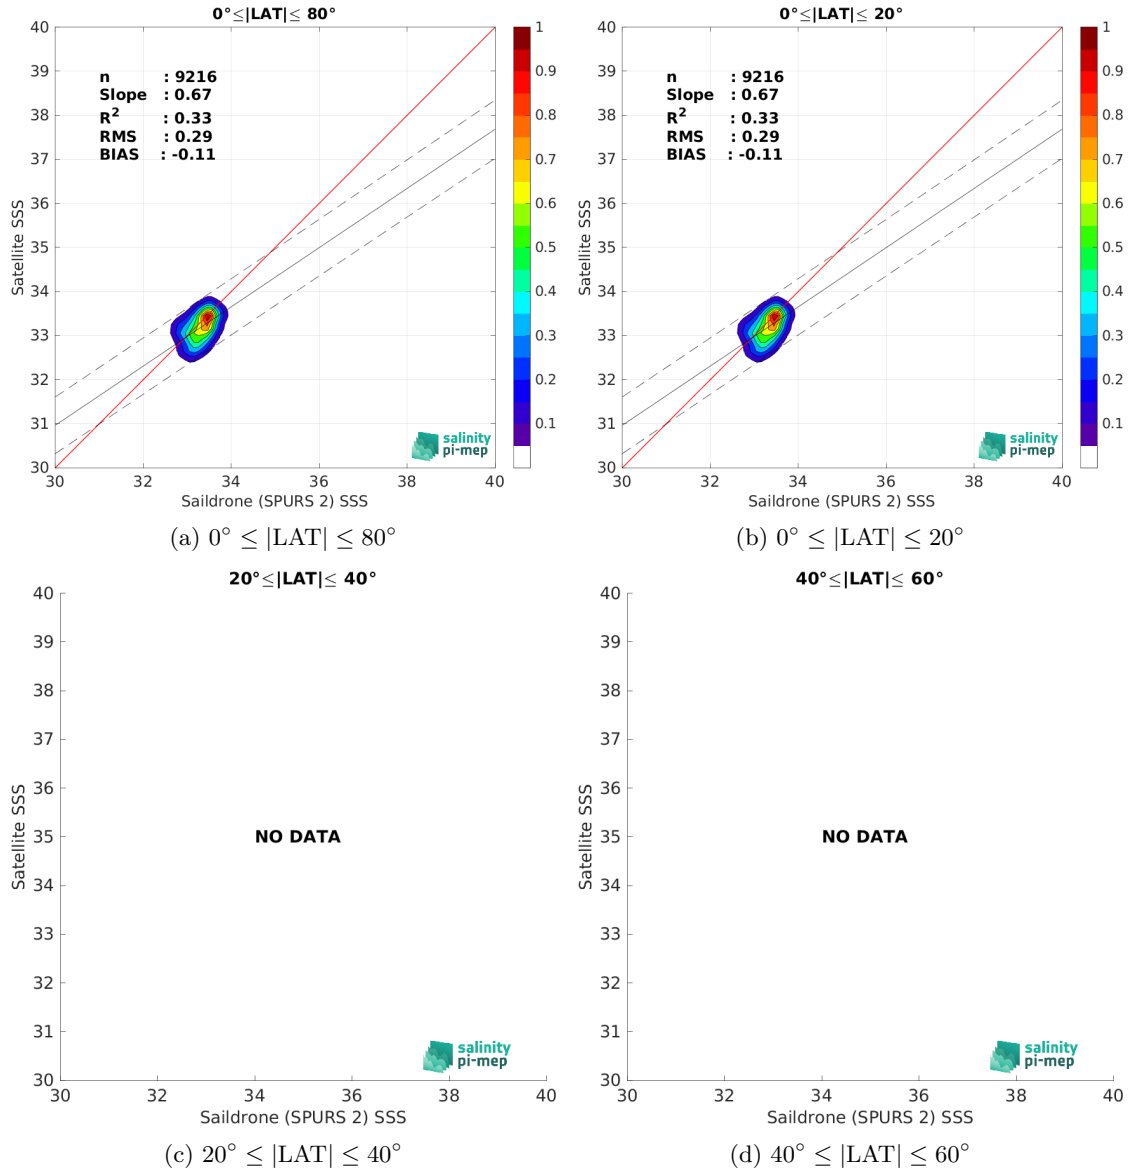 0°≤|LAT|≤ 80°
40
39
38
37
36
35
34
33
32
31
30
Satellite SSS
n : 9216
Slope : 0.67
R² : 0.33
RMS : 0.29
BIAS : -0.11
salinity
pi-mep
30 32 34 36 38 40
Saildrone (SPURS 2) SSS
1
0.9
0.8
0.7
0.6
0.5
0.4
0.3
0.2
0.1
(a) 0° ≤ |LAT| ≤ 80°
0°≤|LAT|≤ 20°
40
39
38
37
36
35
34
33
32
31
30
Satellite SSS
n : 9216
Slope : 0.67
R² : 0.33
RMS : 0.29
BIAS : -0.11
salinity
pi-mep
30 32 34 36 38 40
Saildrone (SPURS 2) SSS
1
0.9
0.8
0.7
0.6
0.5
0.4
0.3
0.2
0.1
(b) 0° ≤ |LAT| ≤ 20°
20°≤|LAT|≤ 40°
40
39
38
37
36
35
34
33
32
31
30
Satellite SSS
NO DATA
salinity
pi-mep
30 32 34 36 38 40
Saildrone (SPURS 2) SSS
(c) 20° ≤ |LAT| ≤ 40°
40°≤|LAT|≤ 60°
40
39
38
37
36
35
34
33
32
31
30
Satellite SSS
NO DATA
salinity
pi-mep
30 32 34 36 38 40
Saildrone (SPURS 2) SSS
(d) 40° ≤ |LAT| ≤ 60°